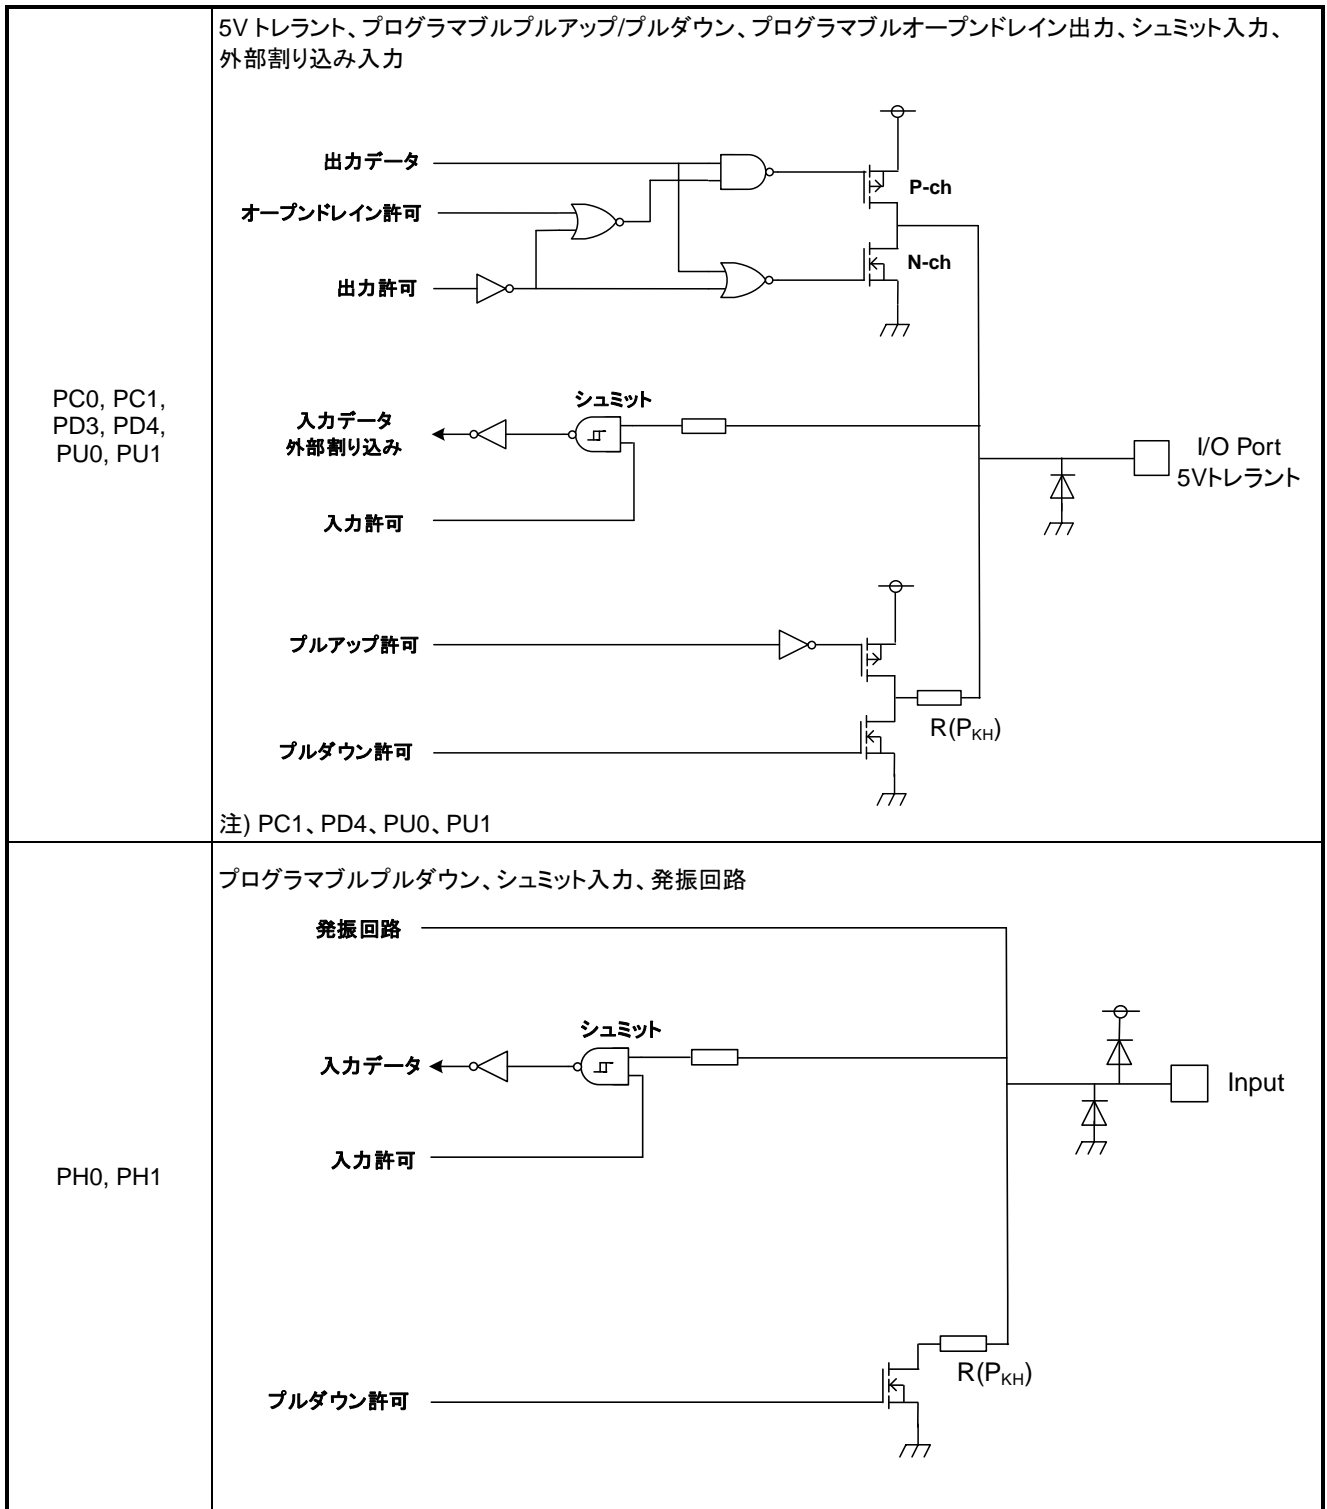 5V トレラント、プログラマブルプルアップ/プルダウン、プログラマブルオープンドレイン出力、シュミット入力、
外部割り込み入力
出力データ
オープンドレイン許可
出力許可
P-ch
N-ch
PC0, PC1,
PD3, PD4,
PU0, PU1
シュミット
入力データ
外部割り込み
入力許可
I/O Port
5Vトレラント
プルアップ許可
プルダウン許可
R(PKH)
注) PC1、PD4、PU0、PU1
プログラマブルプルダウン、シュミット入力、発振回路
発振回路
シュミット
入力データ
入力許可
Input
PH0, PH1
プルダウン許可
R(PKH)